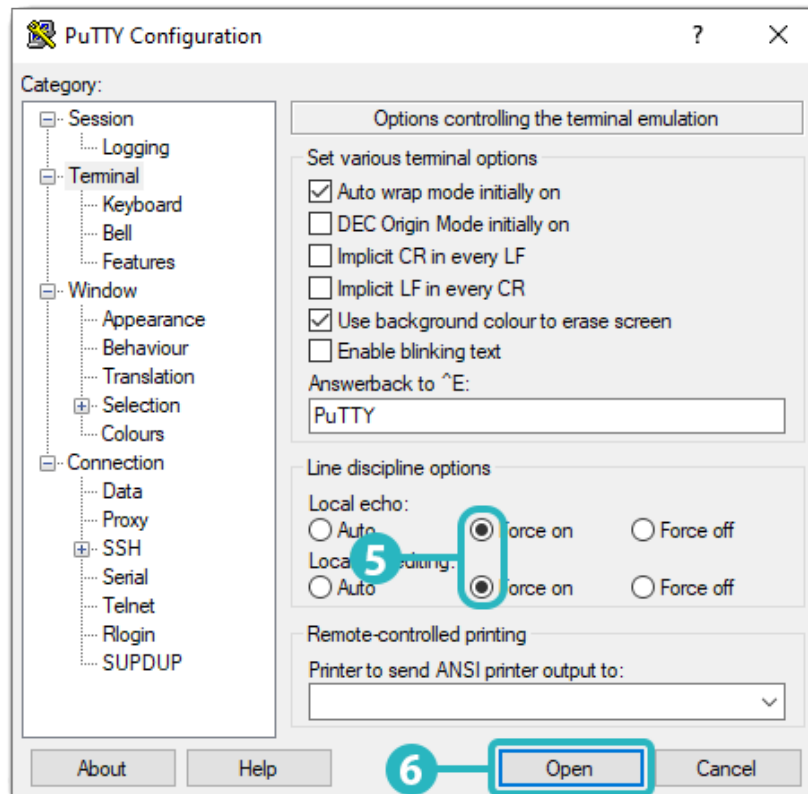 PuTTY Configuration
?
Category:
Session
Logging
Terminal
Keyboard
Bell
Features
Window
Appearance
Behaviour
Translation
Selection
Colours
Connection
Data
Proxy
SSH
Serial
Telnet
Rlogin
SUPDUP
Options controlling the terminal emulation
Set various terminal options
Auto wrap mode initially on
DEC Origin Mode initially on
Implicit CR in every LF
Implicit LF in every CR
Use background colour to erase screen
Enable blinking text
Answerback to ^E:
PuTTY
Line discipline options
Local echo:
Auto Force on Force off
5
editing:
Auto Force on Force off
Remote-controlled printing
Printer to send ANSI printer output to:
About Help 6 Open Cancel